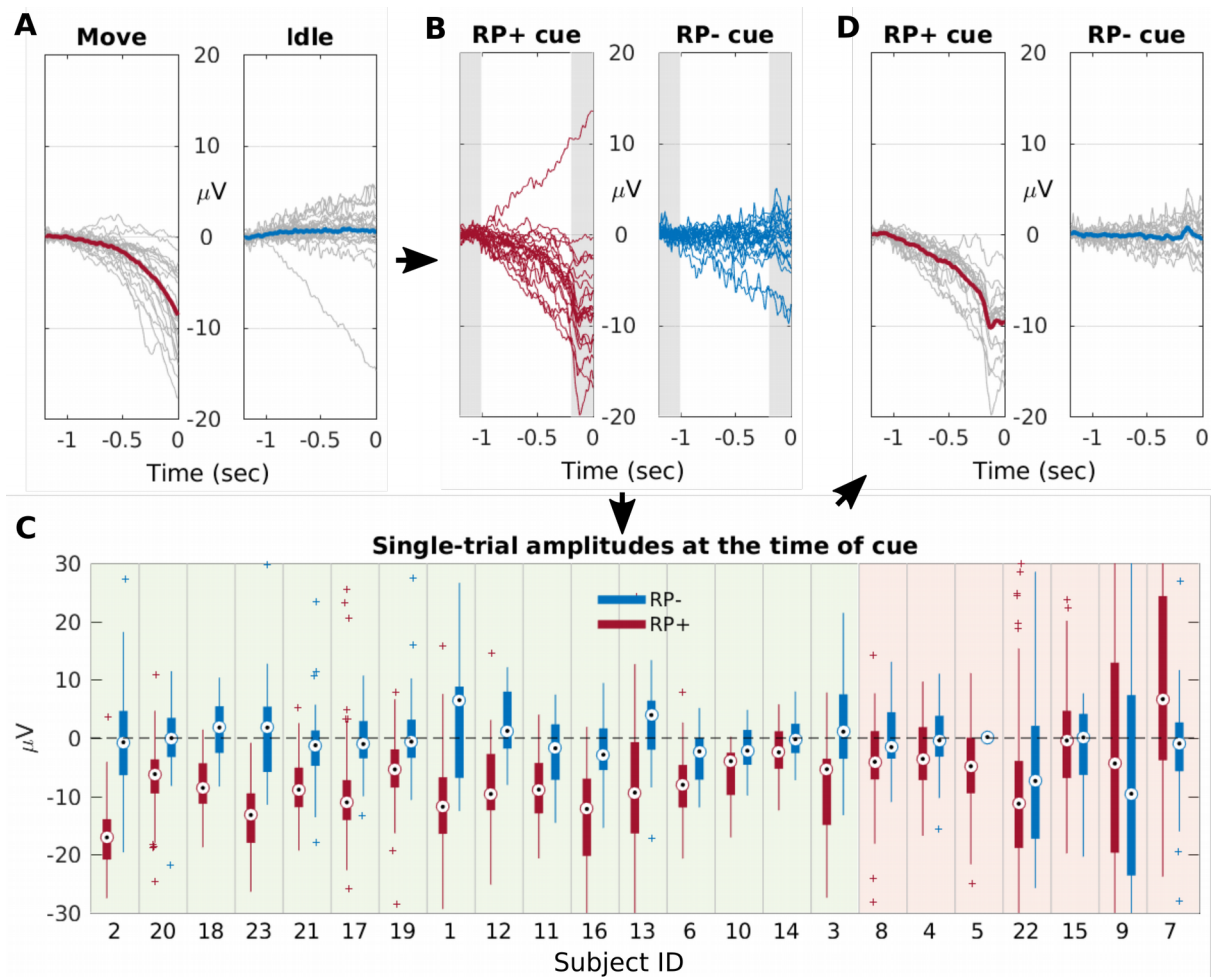 A
Move
Idle
20
10
μV
0
-10
-20
-1 -0.5 0
-1 -0.5 0
Time (sec)
B
RP+ cue
RP- cue
20
10
μV
0
-10
-20
-1 -0.5 0
-1 -0.5 0
Time (sec)
D
RP+ cue
RP- cue
20
10
μV
0
-10
-20
-1 -0.5 0
-1 -0.5 0
Time (sec)
C
Single-trial amplitudes at the time of cue
RP-
RP+
μV
30
20
10
0
-10
-20
-30
2 20 18 23 21 17 19 1 12 11 16 13 6 10 14 3 8 4 5 22 15 9 7
Subject ID